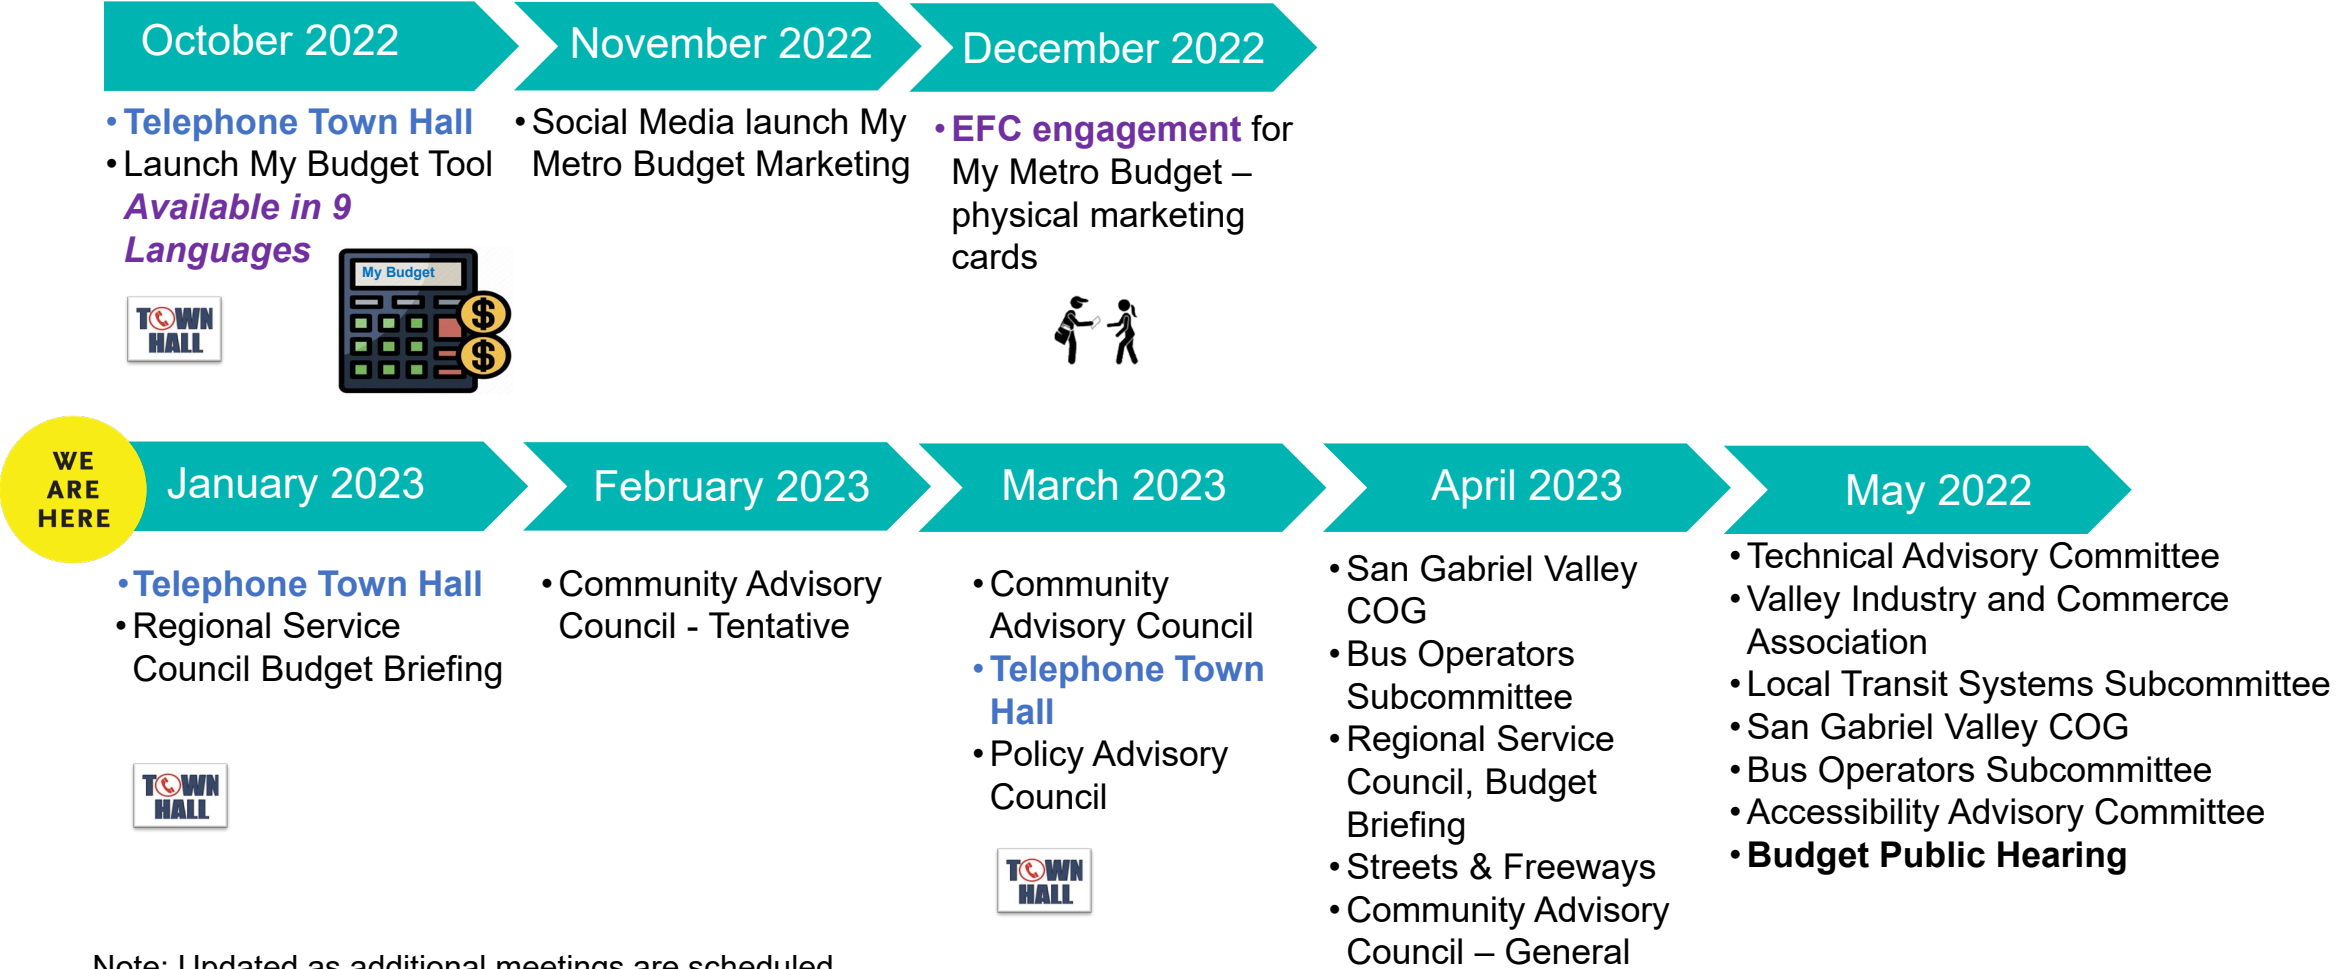 October 2022
November 2022
December 2022
• Telephone Town Hall
• Launch My Budget Tool
Available in 9
Languages
My Budget
$
$
TOWN
HALL
• Social Media launch My
Metro Budget Marketing
• EFC engagement for
My Metro Budget –
physical marketing
cards
WE
ARE
HERE
January 2023
February 2023
March 2023
April 2023
May 2022
• Telephone Town Hall
• Regional Service
Council Budget Briefing
TOWN
HALL
• Community Advisory
Council - Tentative
• Community
Advisory Council
• Telephone Town
Hall
• Policy Advisory
Council
TOWN
HALL
• San Gabriel Valley
COG
• Bus Operators
Subcommittee
• Regional Service
Council, Budget
Briefing
• Streets & Freeways
• Community Advisory
Council – General
• Technical Advisory Committee
• Valley Industry and Commerce
Association
• Local Transit Systems Subcommittee
• San Gabriel Valley COG
• Bus Operators Subcommittee
• Accessibility Advisory Committee
• Budget Public Hearing
Note: Updated as additional meetings are scheduled